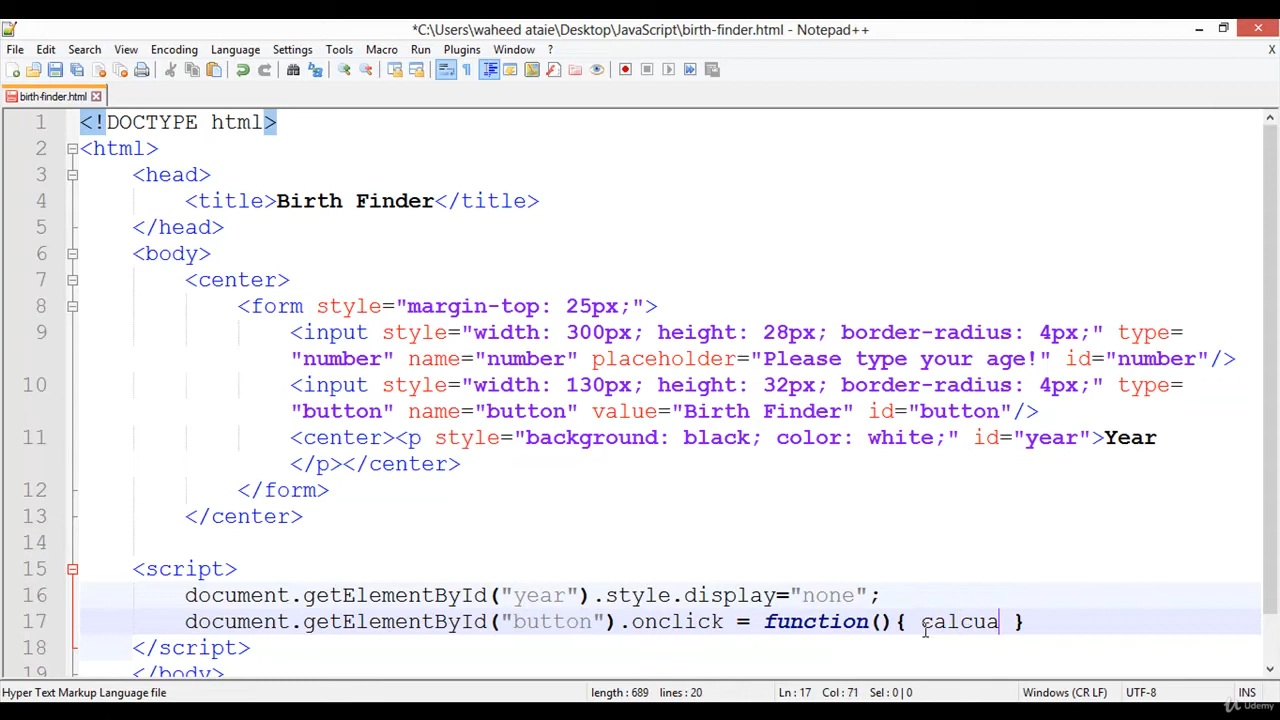 *C:\Users\waheed ataie\Desktop\JavaScript\birth-finder.html - Notepad++
File Edit Search View Encoding Language Settings Tools Macro Run Plugins Window ? X
birth-finder.html
1 <!DOCTYPE html>
2 <html>
3 <head>
4 <title>Birth Finder</title>
5 </head>
6 <body>
7 <center>
8 <form style="margin-top: 25px;">
9 <input style="width: 300px; height: 28px; border-radius: 4px;" type=
"number" name="number" placeholder="Please type your age!" id="number"/>
10 <input style="width: 130px; height: 32px; border-radius: 4px;" type=
"button" name="button" value="Birth Finder" id="button"/>
11 <center><p style="background: black; color: white;" id="year">Year
</p></center>
12 </form>
13 </center>
14
15 <script>
16 document.getElementById("year").style.display="none";
17 document.getElementById("button").onclick = function(){ calcua }
18 </script>
19 </body>
Hyper Text Markup Language file length : 689 lines : 20 Ln : 17 Col : 71 Sel : 0 | 0 Windows (CR LF) UTF-8 INS
Udemy